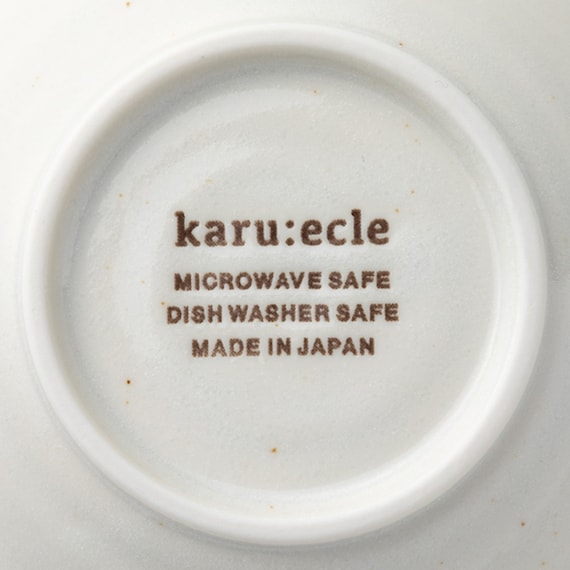 karu:ecle
MICROWAVE SAFE
DISH WASHER SAFE
MADE IN JAPAN